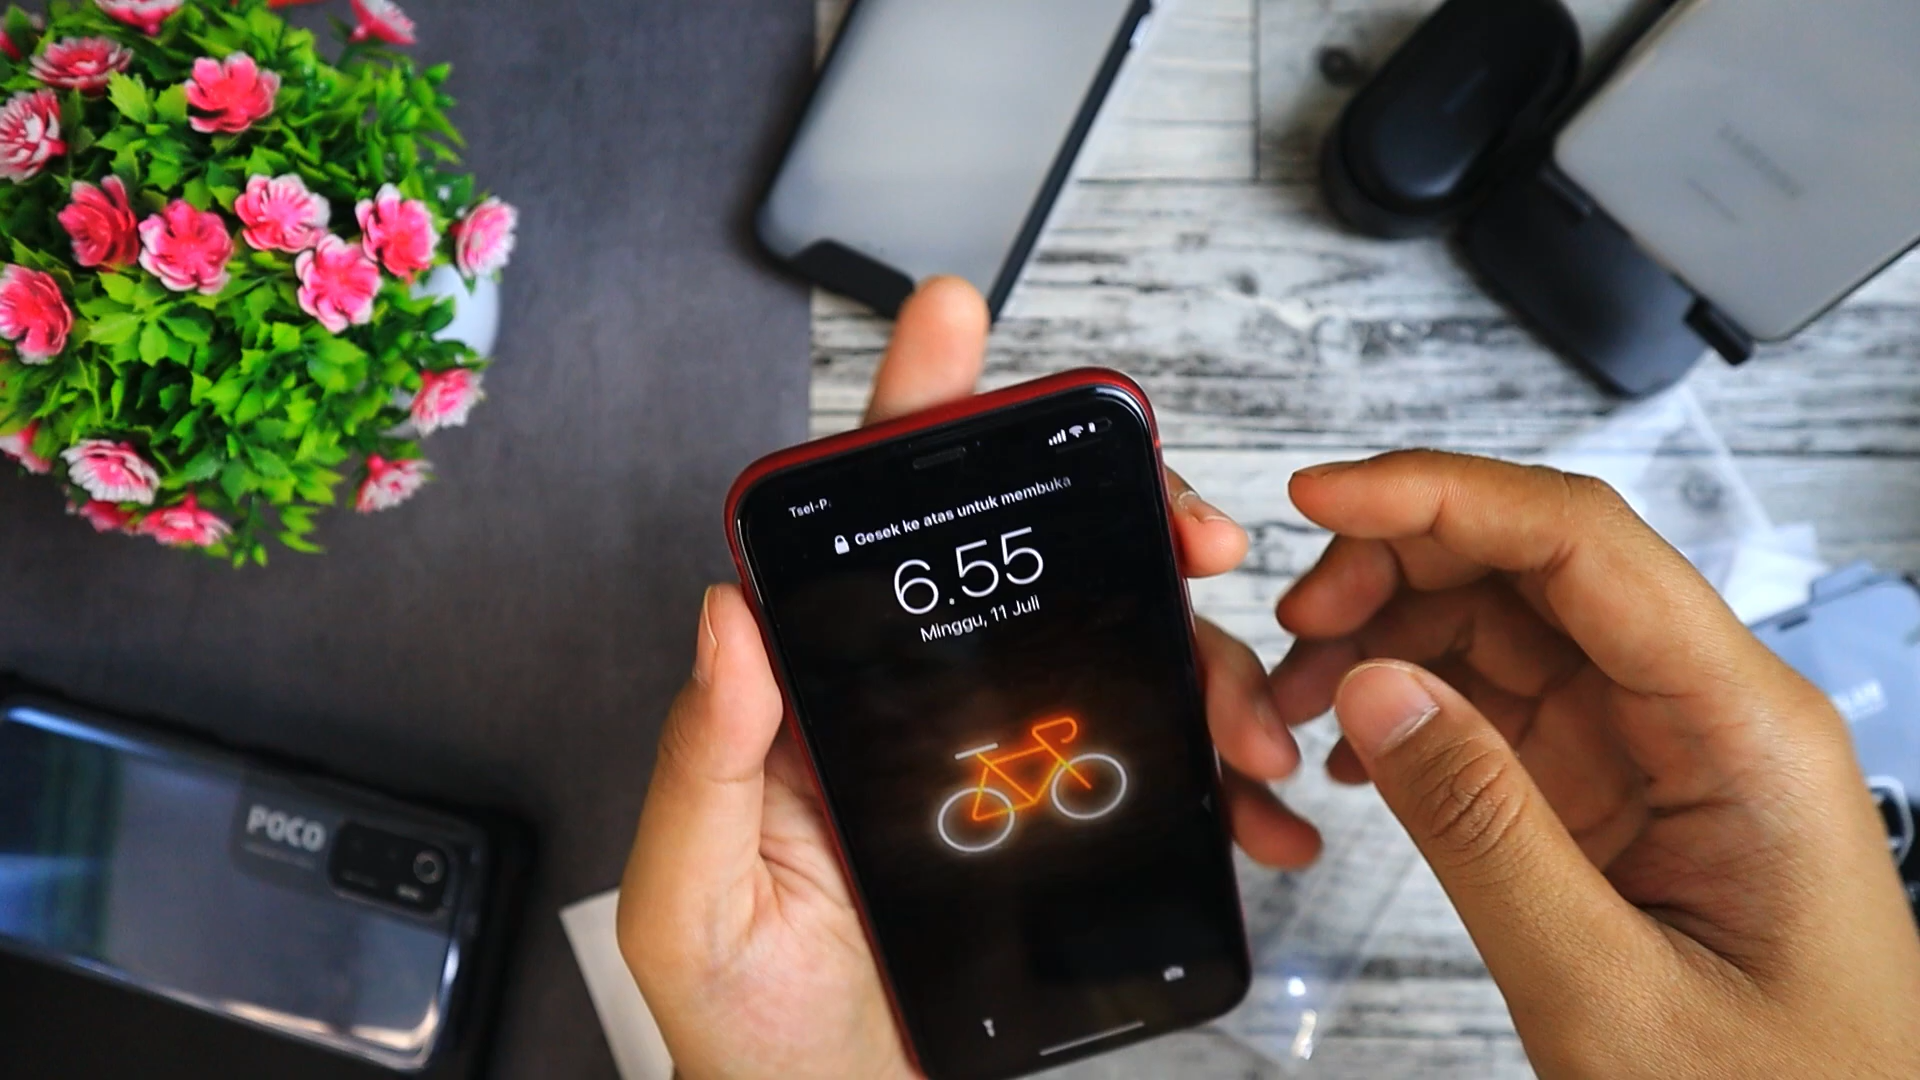 Tsel-P.
Gesek ke atas untuk membuka
6.55
Minggu, 11 Juli
POCO